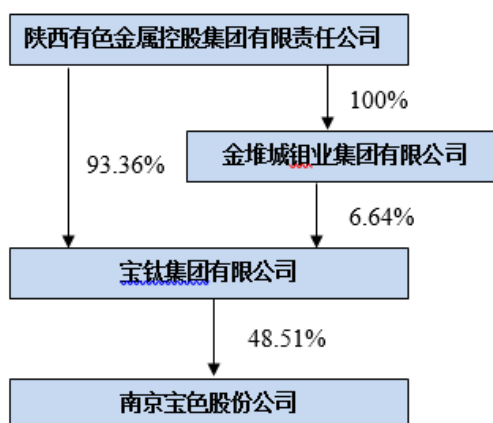 陕西有色金属控股集团有限责任公司
100%
金堆城钼业集团有限公司
93.36%
6.64%
宝钛集团有限公司
48.51%
南京宝色股份公司